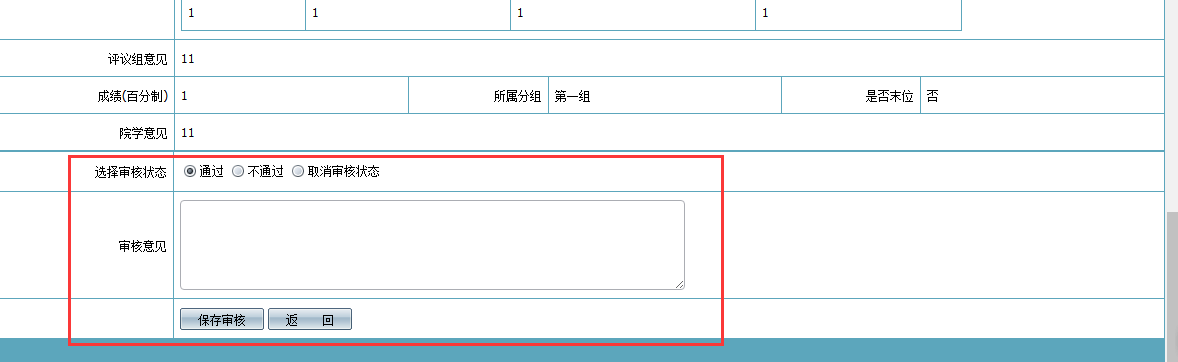 1 1 1 1
评议组意见 11
成绩(百分制) 1 所属分组 第一组 是否末位 否
院学意见 11
选择审核状态 通过 不通过 取消审核状态
审核意见
保存审核 返 回